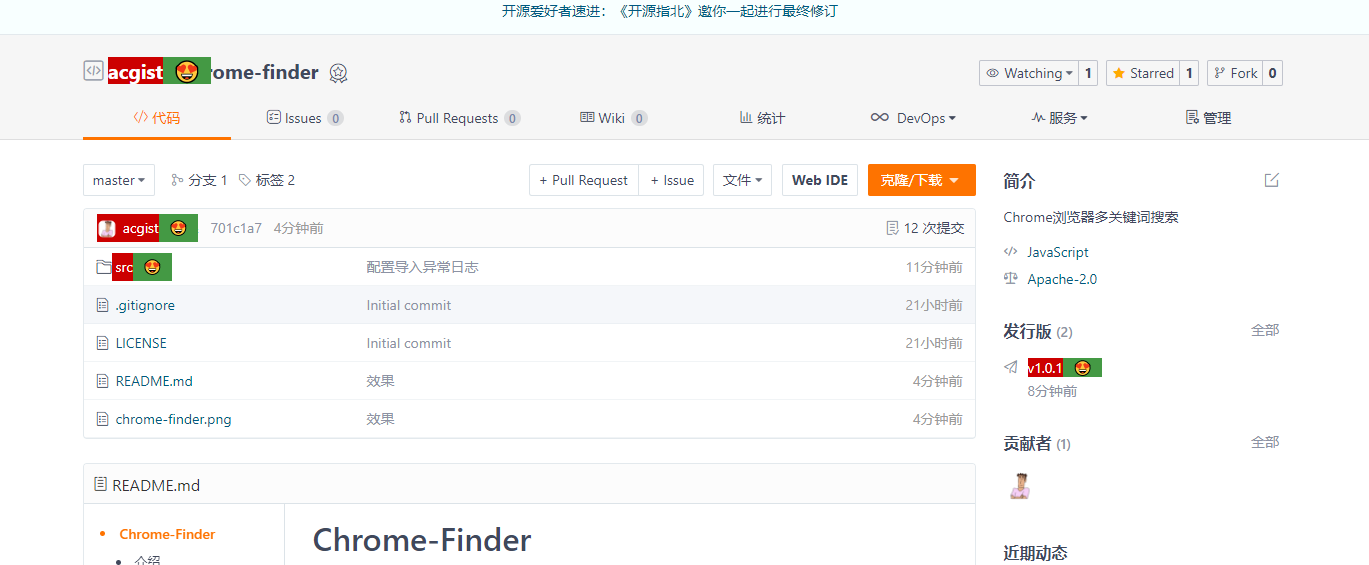 开源爱好者速进：《开源指北》邀你一起进行最终修订
acgist rome-finder
Watching 1 Starred 1 Fork 0
代码 Issues 0 Pull Requests 0 Wiki 0 统计 DevOps 服务 管理
master 分支 1 标签 2 + Pull Request + Issue 文件 Web IDE 克隆/下载
acgist 701c1a7 4分钟前 12 次提交
src 配置导入异常日志 11分钟前
.gitignore Initial commit 21小时前
LICENSE Initial commit 21小时前
README.md 效果 4分钟前
chrome-finder.png 效果 4分钟前
README.md
Chrome-Finder
介绍
Chrome-Finder
简介
Chrome浏览器多关键词搜索
JavaScript
Apache-2.0
发行版 (2) 全部
v1.0.1
8分钟前
贡献者 (1) 全部
近期动态